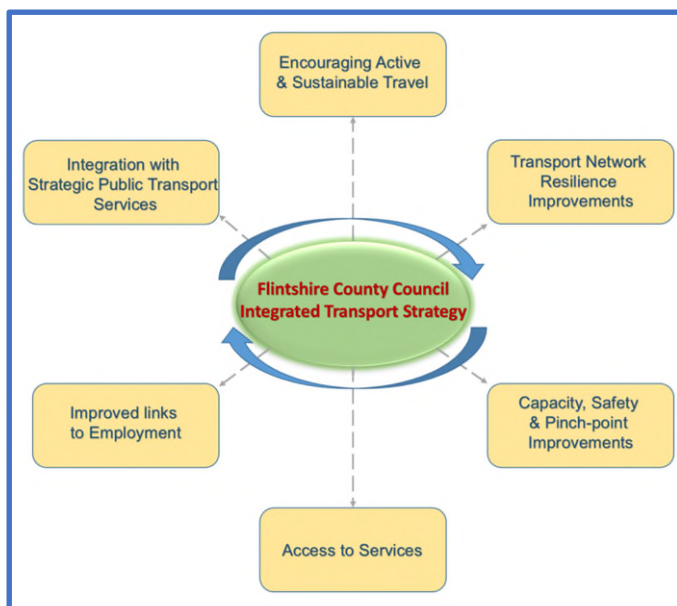 Encouraging Active
& Sustainable Travel
Integration with
Strategic Public Transport
Services
Transport Network
Resilience
Improvements
Flintshire County Council
Integrated Transport Strategy
Improved links
to Employment
Capacity, Safety
& Pinch-point
Improvements
Access to Services